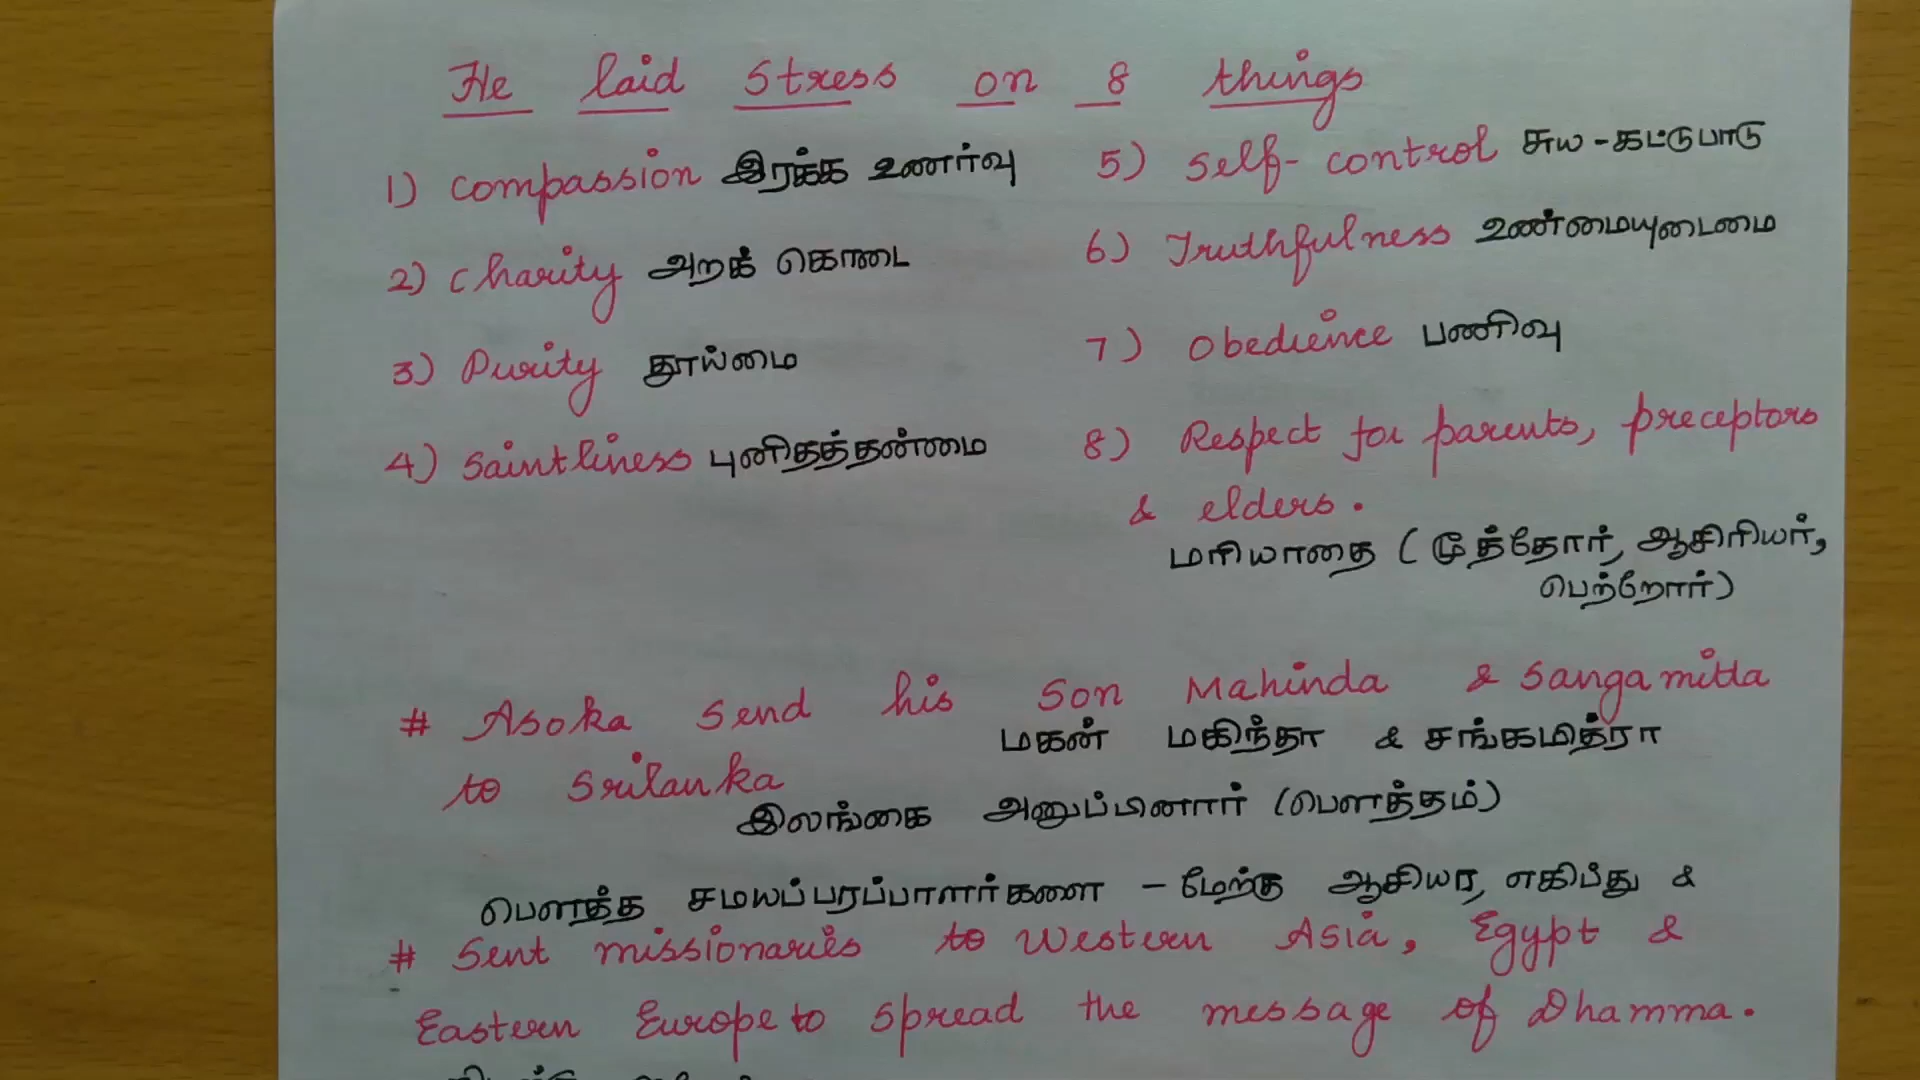 He laid stress on 8 things
1) Compassion இரக்க உணர்வு
2) Charity அறக் கொடை
3) Purity தூய்மை
4) Saintliness புனிதத்தன்மை
5) Self-control சுய-கட்டுபாடு
6) Truthfulness உண்மையுடைமை
7) Obedience பணிவு
8) Respect for parents, preceptors
& elders.
மரியாதை (மூத்தோர், ஆசிரியர்,
பெற்றோர்)
# Asoka send his son Mahinda & Sangamitta
மகன் மகிந்தா & சங்கமித்ரா
to Srilanka
இலங்கை அனுப்பினார் (பௌத்தம்)
பௌத்த சமயப்பரப்பாளர்களை - மேற்கு ஆசியர, எகிப்து &
# Sent missionaries to Western Asia, Egypt &
Eastern Europe to spread the message of Dhamma.